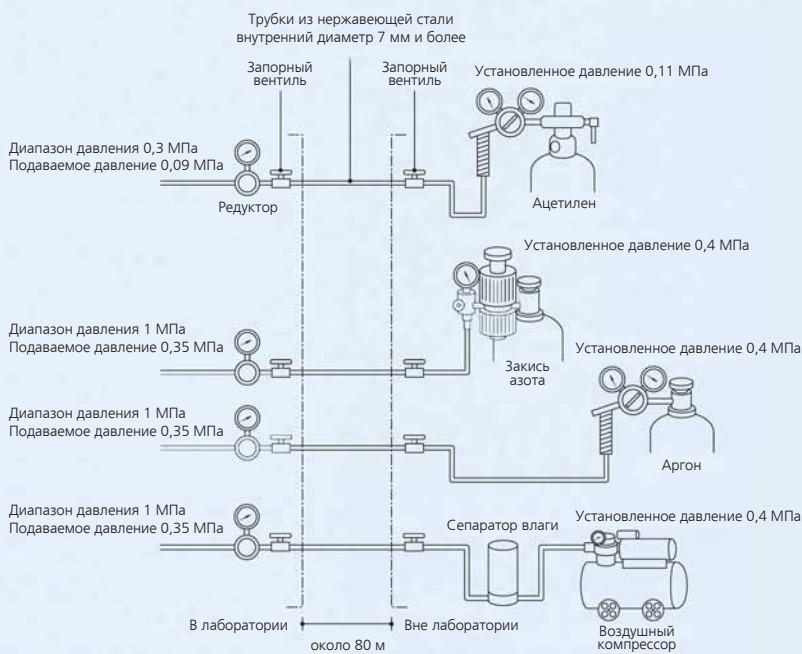 Трубки из нержавеющей стали
внутренний диаметр 7 мм и более
Запорный
вентиль
Запорный
вентиль
Установленное давление 0,11 МПа
Диапазон давления 0,3 МПа
Подаваемое давление 0,09 МПа
Редуктор
Ацетилен
Установленное давление 0,4 МПа
Диапазон давления 1 МПа
Подаваемое давление 0,35 МПа
Закись
азота
Установленное давление 0,4 МПа
Диапазон давления 1 МПа
Подаваемое давление 0,35 МПа
Аргон
Диапазон давления 1 МПа
Подаваемое давление 0,35 МПа
Сепаратор влаги
Установленное давление 0,4 МПа
В лаборатории
Вне лаборатории
около 80 м
Воздушный
компрессор